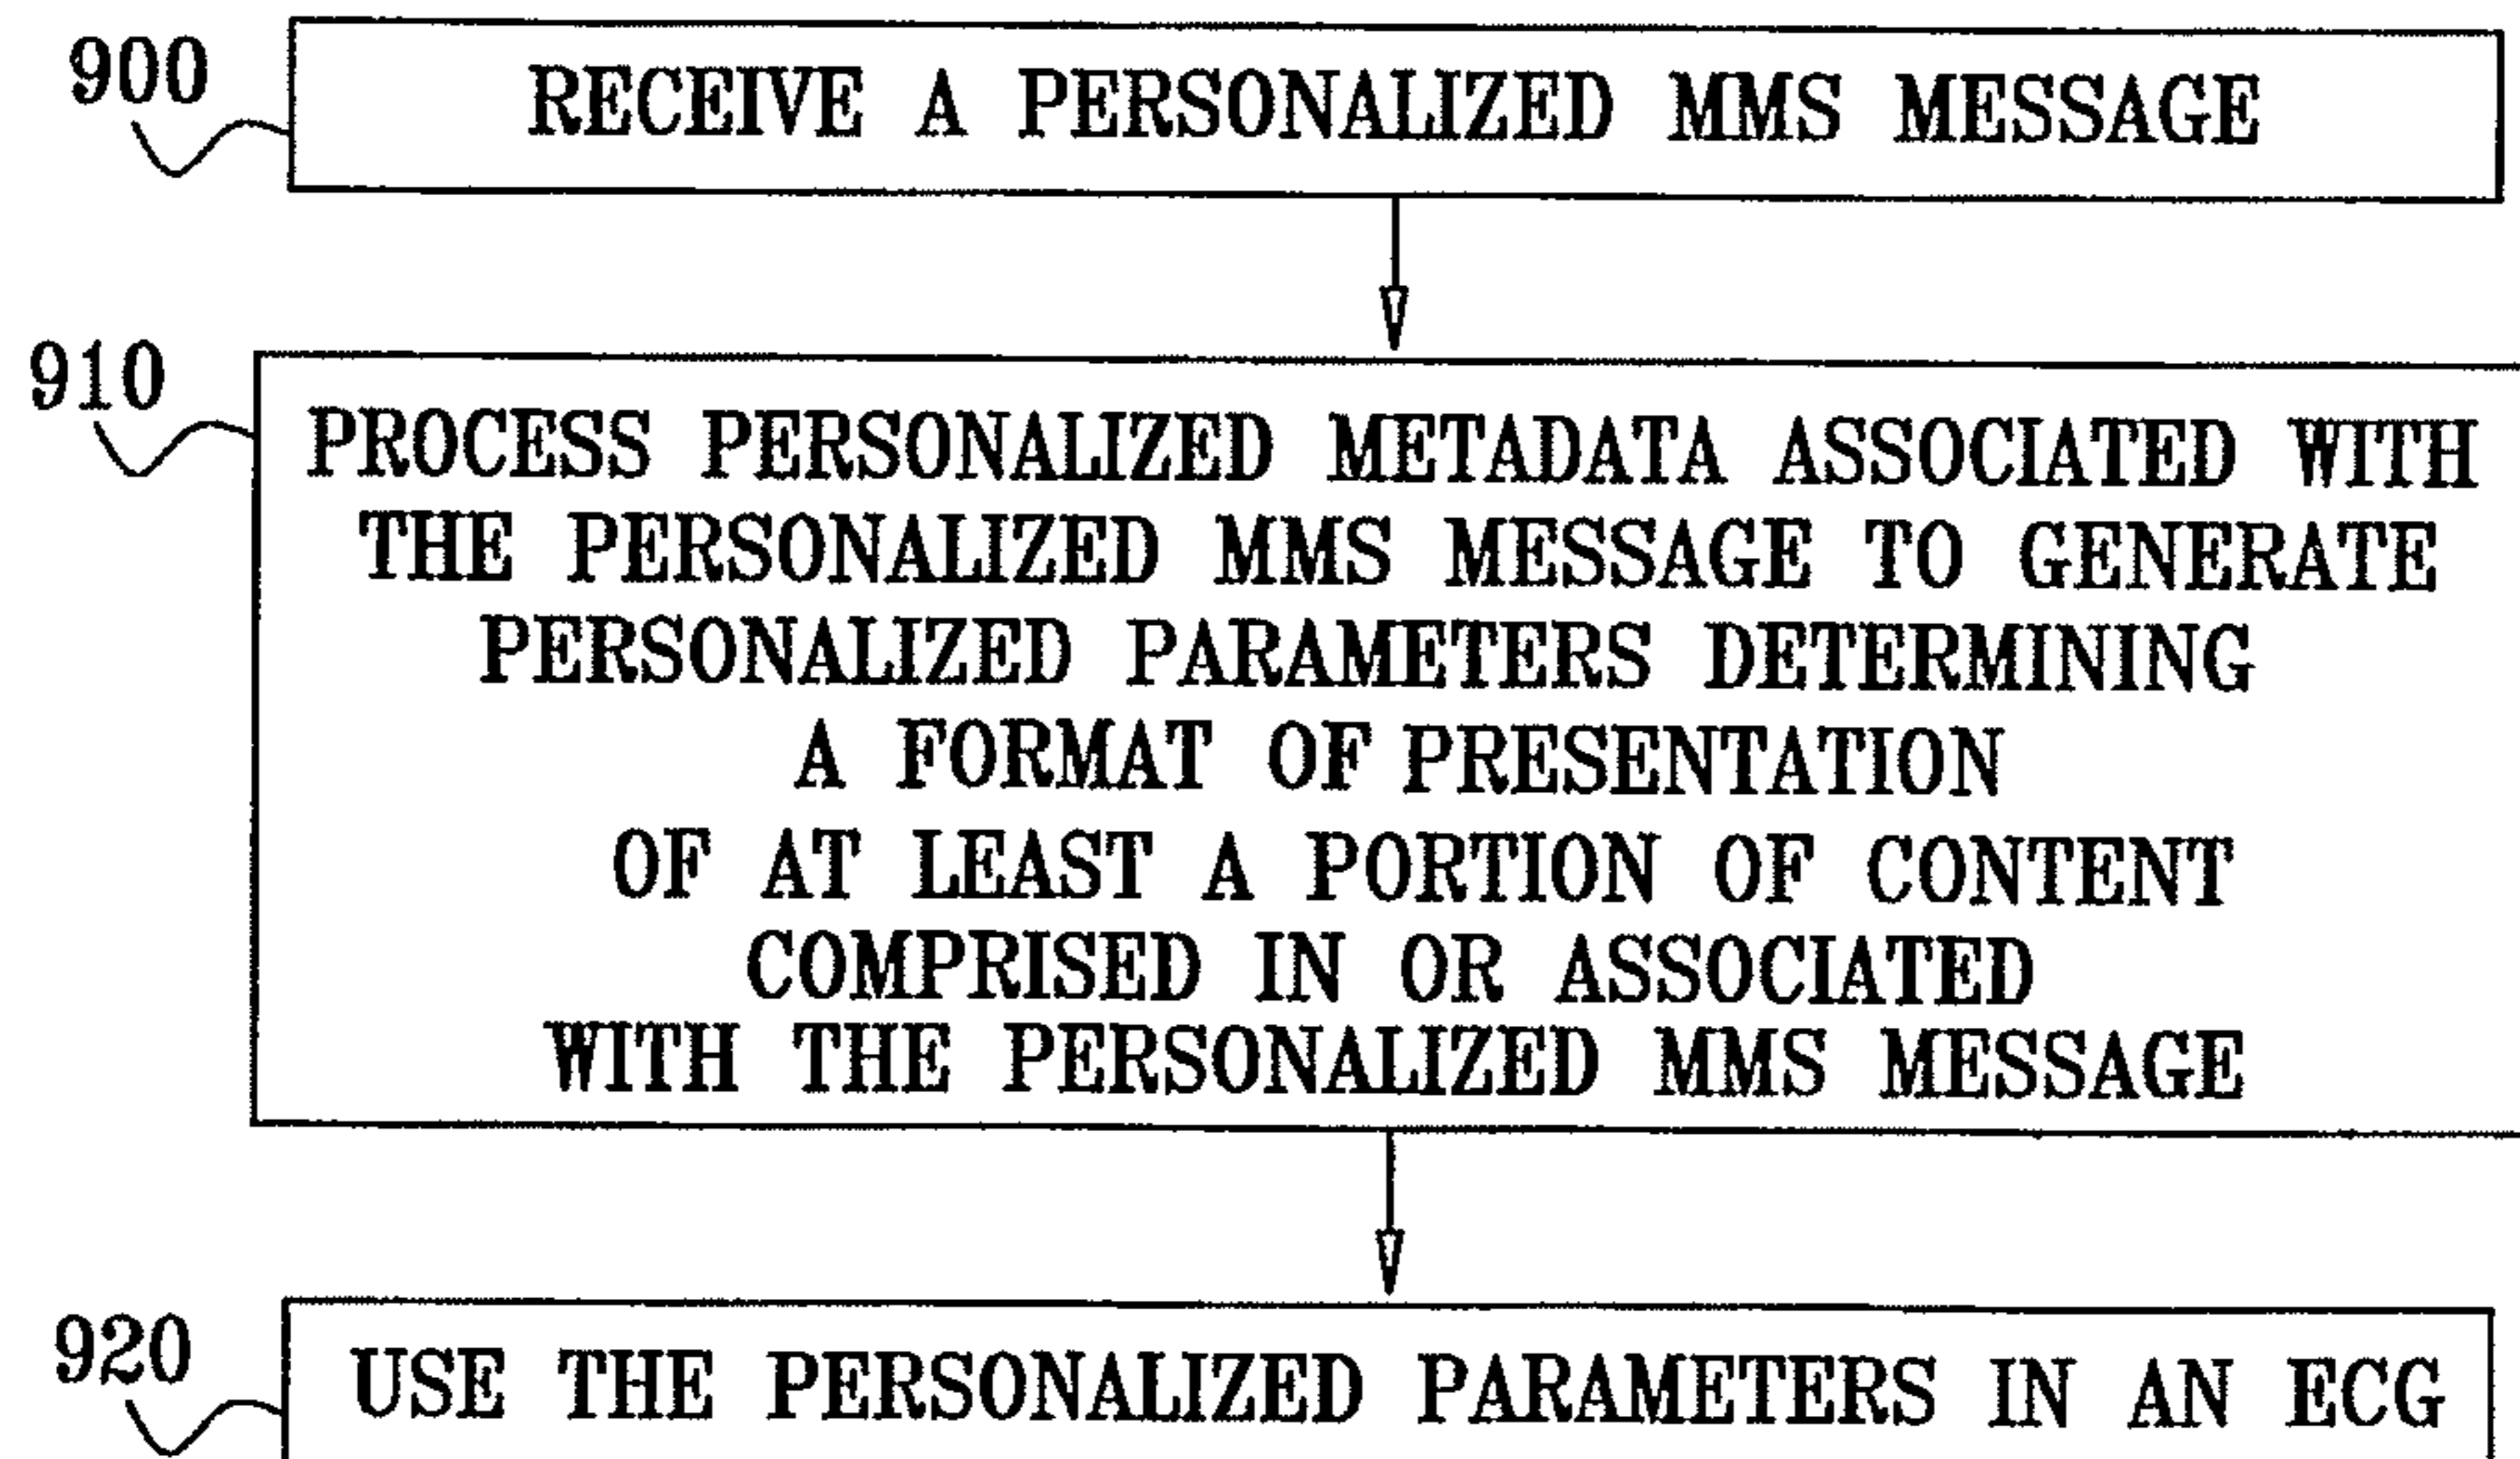 900
RECEIVE A PERSONALIZED MMS MESSAGE
910
PROCESS PERSONALIZED METADATA ASSOCIATED WITH
THE PERSONALIZED MMS MESSAGE TO GENERATE
PERSONALIZED PARAMETERS DETERMINING
A FORMAT OF PRESENTATION
OF AT LEAST A PORTION OF CONTENT
COMPRISED IN OR ASSOCIATED
WITH THE PERSONALIZED MMS MESSAGE
920
USE THE PERSONALIZED PARAMETERS IN AN ECG